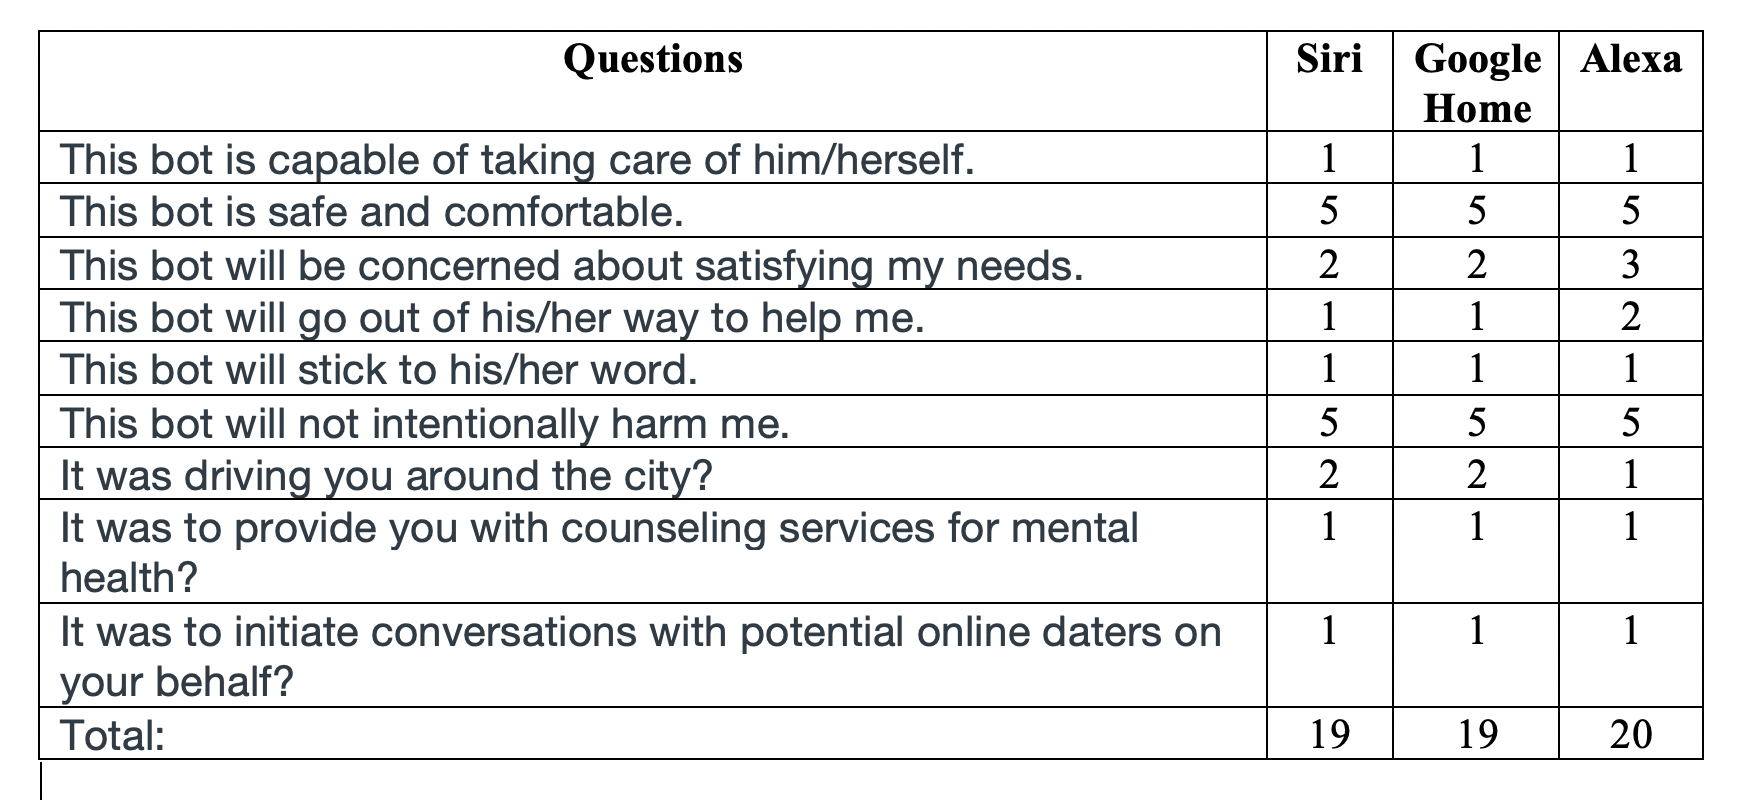 Questions Siri Google Alexa
Home
This bot is capable of taking care of him/herself. 1 1 1
This bot is safe and comfortable. 5 5 5
This bot will be concerned about satisfying my needs. 2 2 3
This bot will go out of his/her way to help me. 1 1 2
This bot will stick to his/her word. 1 1 1
This bot will not intentionally harm me. 5 5 5
It was driving you around the city? 2 2 1
It was to provide you with counseling services for mental 1 1 1
health?
It was to initiate conversations with potential online daters on 1 1 1
your behalf?
Total: 19 19 20